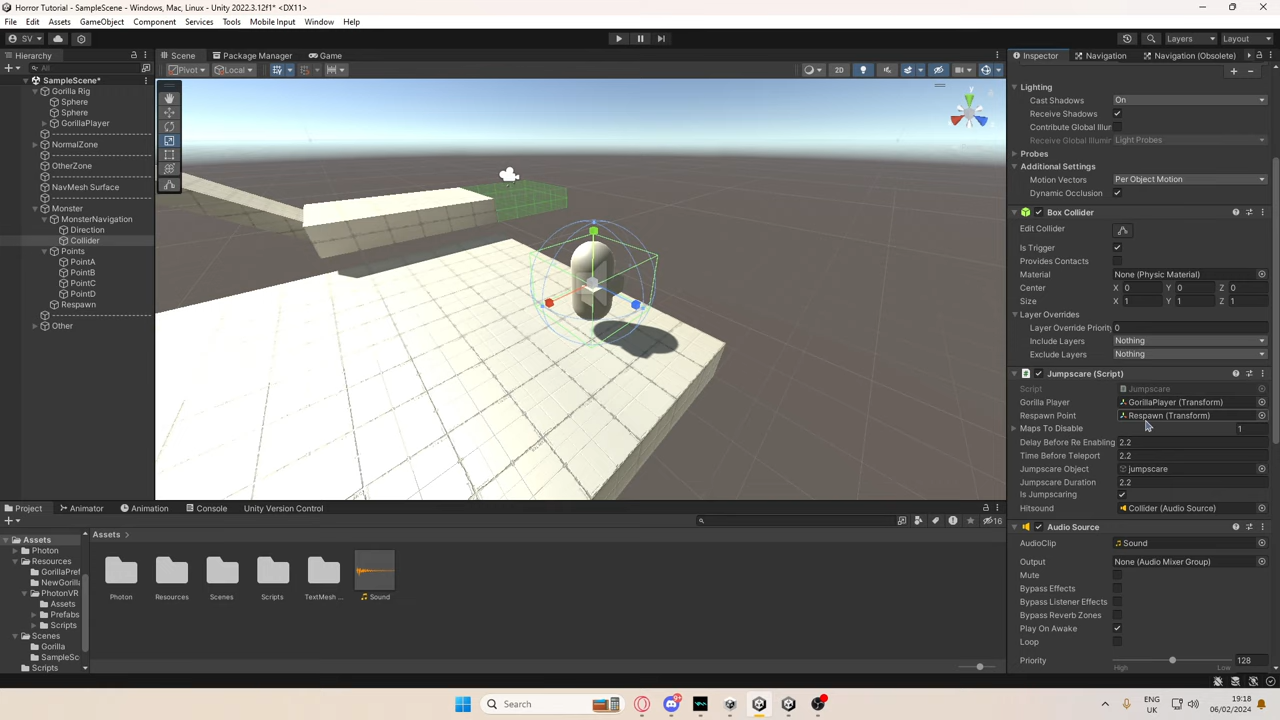 Horror Tutorial - SampleScene - Windows, Mac, Linux - Unity 2022.3.12f1* <DX11>
File Edit Assets GameObject Component Services Tools Mobile Input Window Help
SV
Layers
Layout
Hierarchy
All
SampleScene*
Gorilla Rig
Sphere
Sphere
GorillaPlayer
NormalZone
OtherZone
NavMesh Surface
Monster
MonsterNavigation
Direction
Collider
Points
PointA
PointB
PointC
PointD
Respawn
Other
Scene Package Manager Game
Pivot Local
2D
Inspector Navigation Navigation (Obsolete)
Lighting
Cast Shadows On
Receive Shadows
Contribute Global Illum
Receive Global Illumir Light Probes
Probes
Additional Settings
Motion Vectors Per Object Motion
Dynamic Occlusion
Box Collider
Edit Collider
Is Trigger
Provides Contacts
Material None (Physic Material)
Center X 0 Y 0 Z 0
Size X 1 Y 1 Z 1
Layer Overrides
Layer Override Priority 0
Include Layers Nothing
Exclude Layers Nothing
Jumpscare (Script)
Script Jumpscare
Gorilla Player GorillaPlayer (Transform)
Respawn Point Respawn (Transform)
Maps To Disable 1
Delay Before Re Enabling 2.2
Time Before Teleport 2.2
Jumpscare Object jumpscare
Jumpscare Duration 2.2
Is Jumpscaring
Hitsound Collider (Audio Source)
Audio Source
AudioClip Sound
Output None (Audio Mixer Group)
Mute
Bypass Effects
Bypass Listener Effects
Bypass Reverb Zones
Play On Awake
Loop
Priority 128
High Low
Project Animator Animation Console Unity Version Control
16
Assets
Photon
Resources
GorillaPref
NewGorilla
PhotonVR
Assets
Prefabs
Scripts
Scenes
Gorilla
SampleSc
Scripts
Assets
Photon Resources Scenes Scripts TextMesh ... Sound
Search
ENG
UK
19:18
06/02/2024